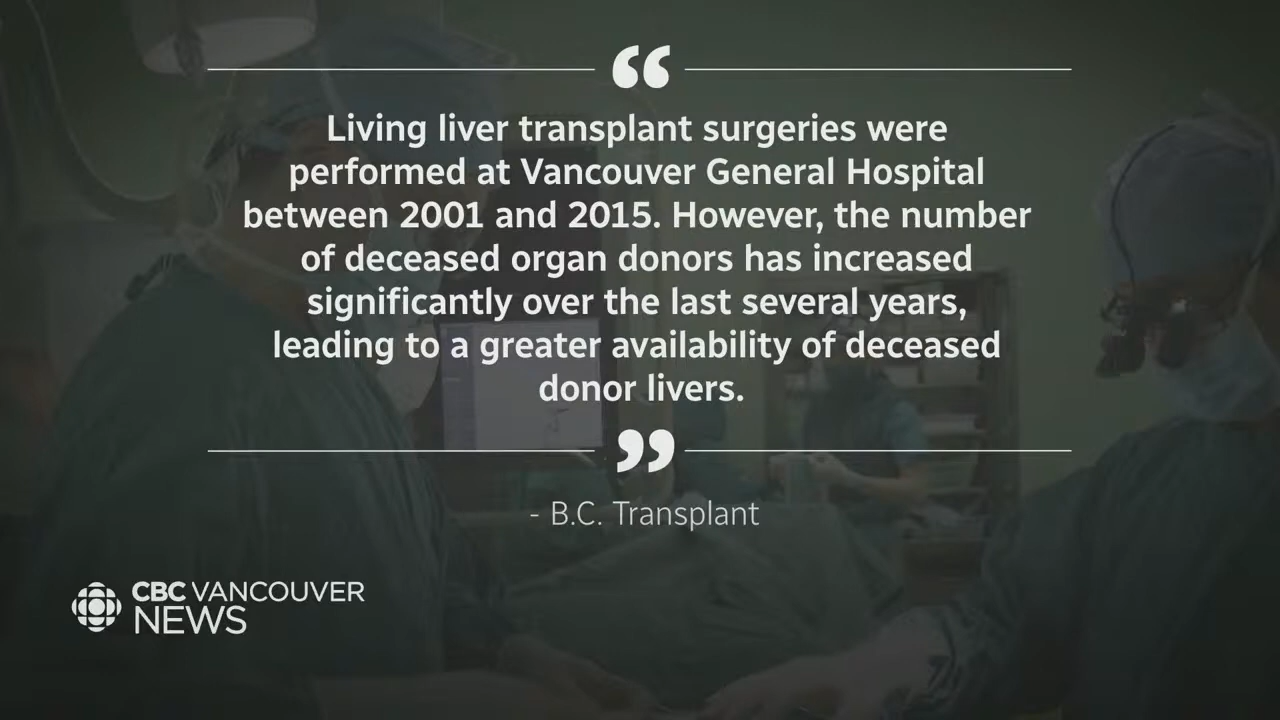 “
Living liver transplant surgeries were
performed at Vancouver General Hospital
between 2001 and 2015. However, the number
of deceased organ donors has increased
significantly over the last several years,
leading to a greater availability of deceased
donor livers.
”
- B.C. Transplant
CBC VANCOUVER
NEWS